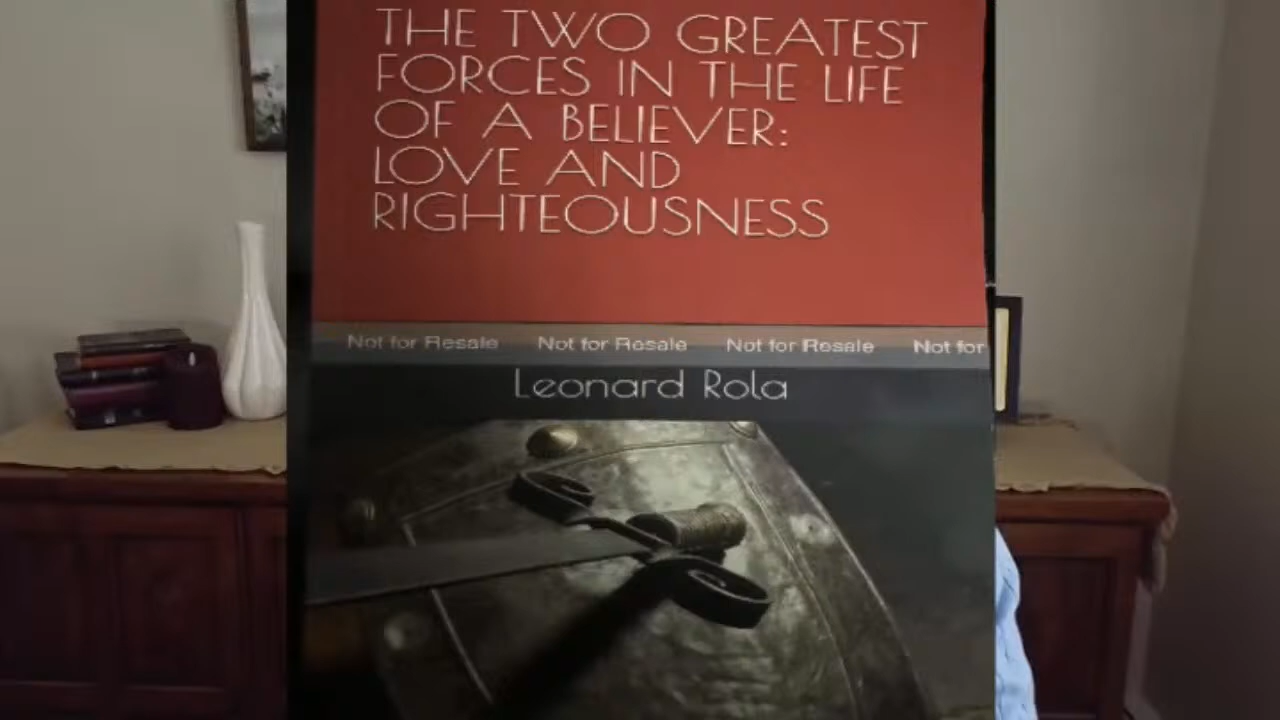 THE TWO GREATEST
FORCES IN THE LIFE
OF A BELIEVER:
LOVE AND
RIGHTEOUSNESS
Not for Resale Not for Resale Not for Resale Not for
Leonard Rola